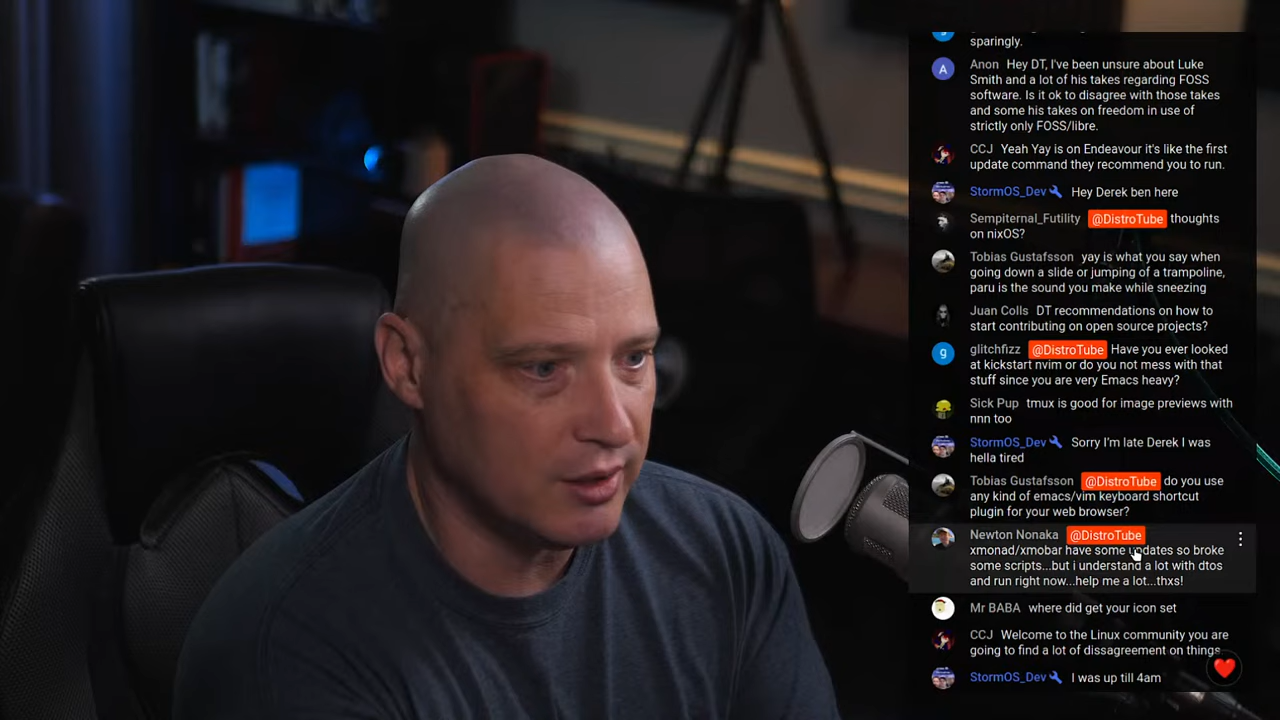 sparingly.
A Anon Hey DT, I've been unsure about Luke
Smith and a lot of his takes regarding FOSS
software. Is it ok to disagree with those takes
and some his takes on freedom in use of
strictly only FOSS/libre.
CCJ Yeah Yay is on Endeavour it's like the first
update command they recommend you to run.
StormOS_Dev Hey Derek ben here
Sempiternal_Futility @DistroTube thoughts
on nixOS?
Tobias Gustafsson yay is what you say when
going down a slide or jumping of a trampoline,
paru is the sound you make while sneezing
Juan Colls DT recommendations on how to
start contributing on open source projects?
g glitchfizz @DistroTube Have you ever looked
at kickstart nvim or do you not mess with that
stuff since you are very Emacs heavy?
Sick Pup tmux is good for image previews with
nnn too
StormOS_Dev Sorry I'm late Derek I was
hella tired
Tobias Gustafsson @DistroTube do you use
any kind of emacs/vim keyboard shortcut
plugin for your web browser?
Newton Nonaka @DistroTube
xmonad/xmobar have some updates so broke
some scripts...but i understand a lot with dtos
and run right now...help me a lot...thxs!
Mr BABA where did get your icon set
CCJ Welcome to the Linux community you are
going to find a lot of dissagreement on things
StormOS_Dev I was up till 4am